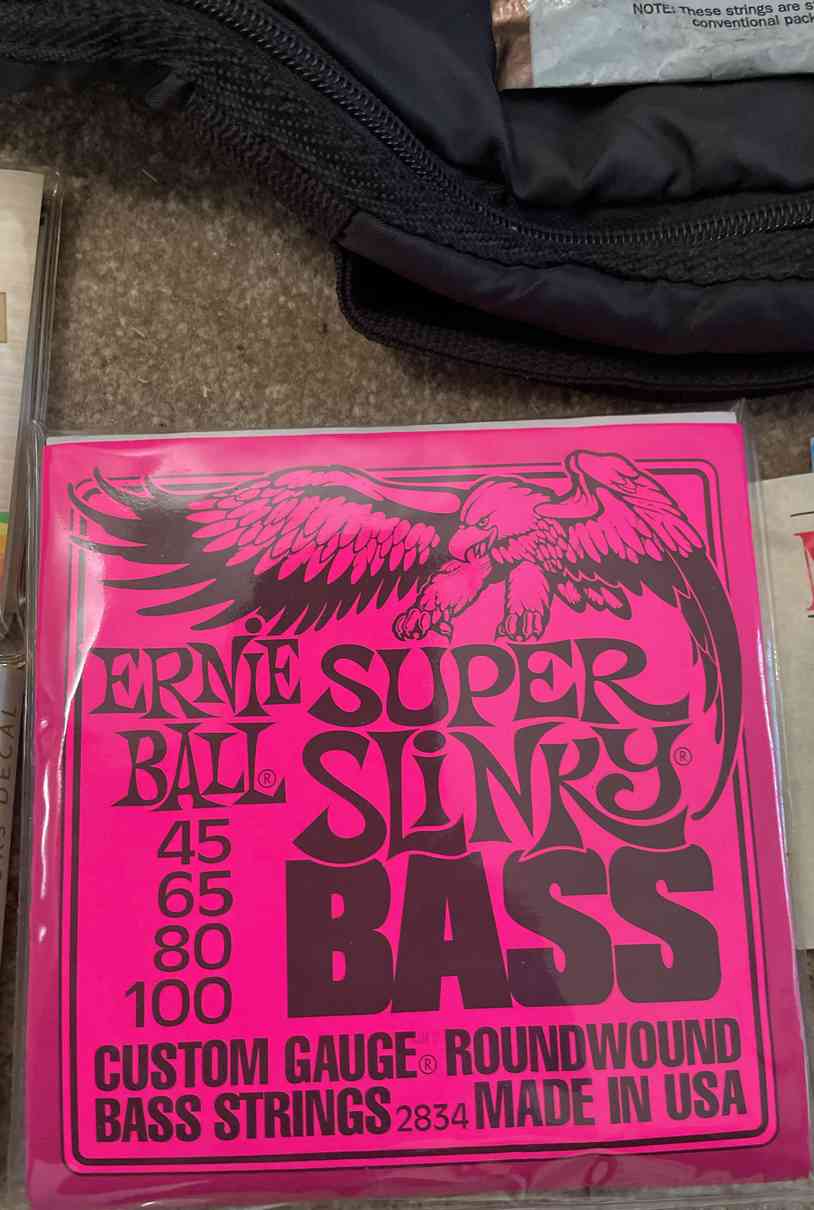 NOTE: These strings are
conventional
ERNiE SUPER
BALL® SLiNKY®
45
65
80
100
BASS
CUSTOM GAUGE® ROUNDWOUND
BASS STRINGS 2834 MADE IN USA
DECAL